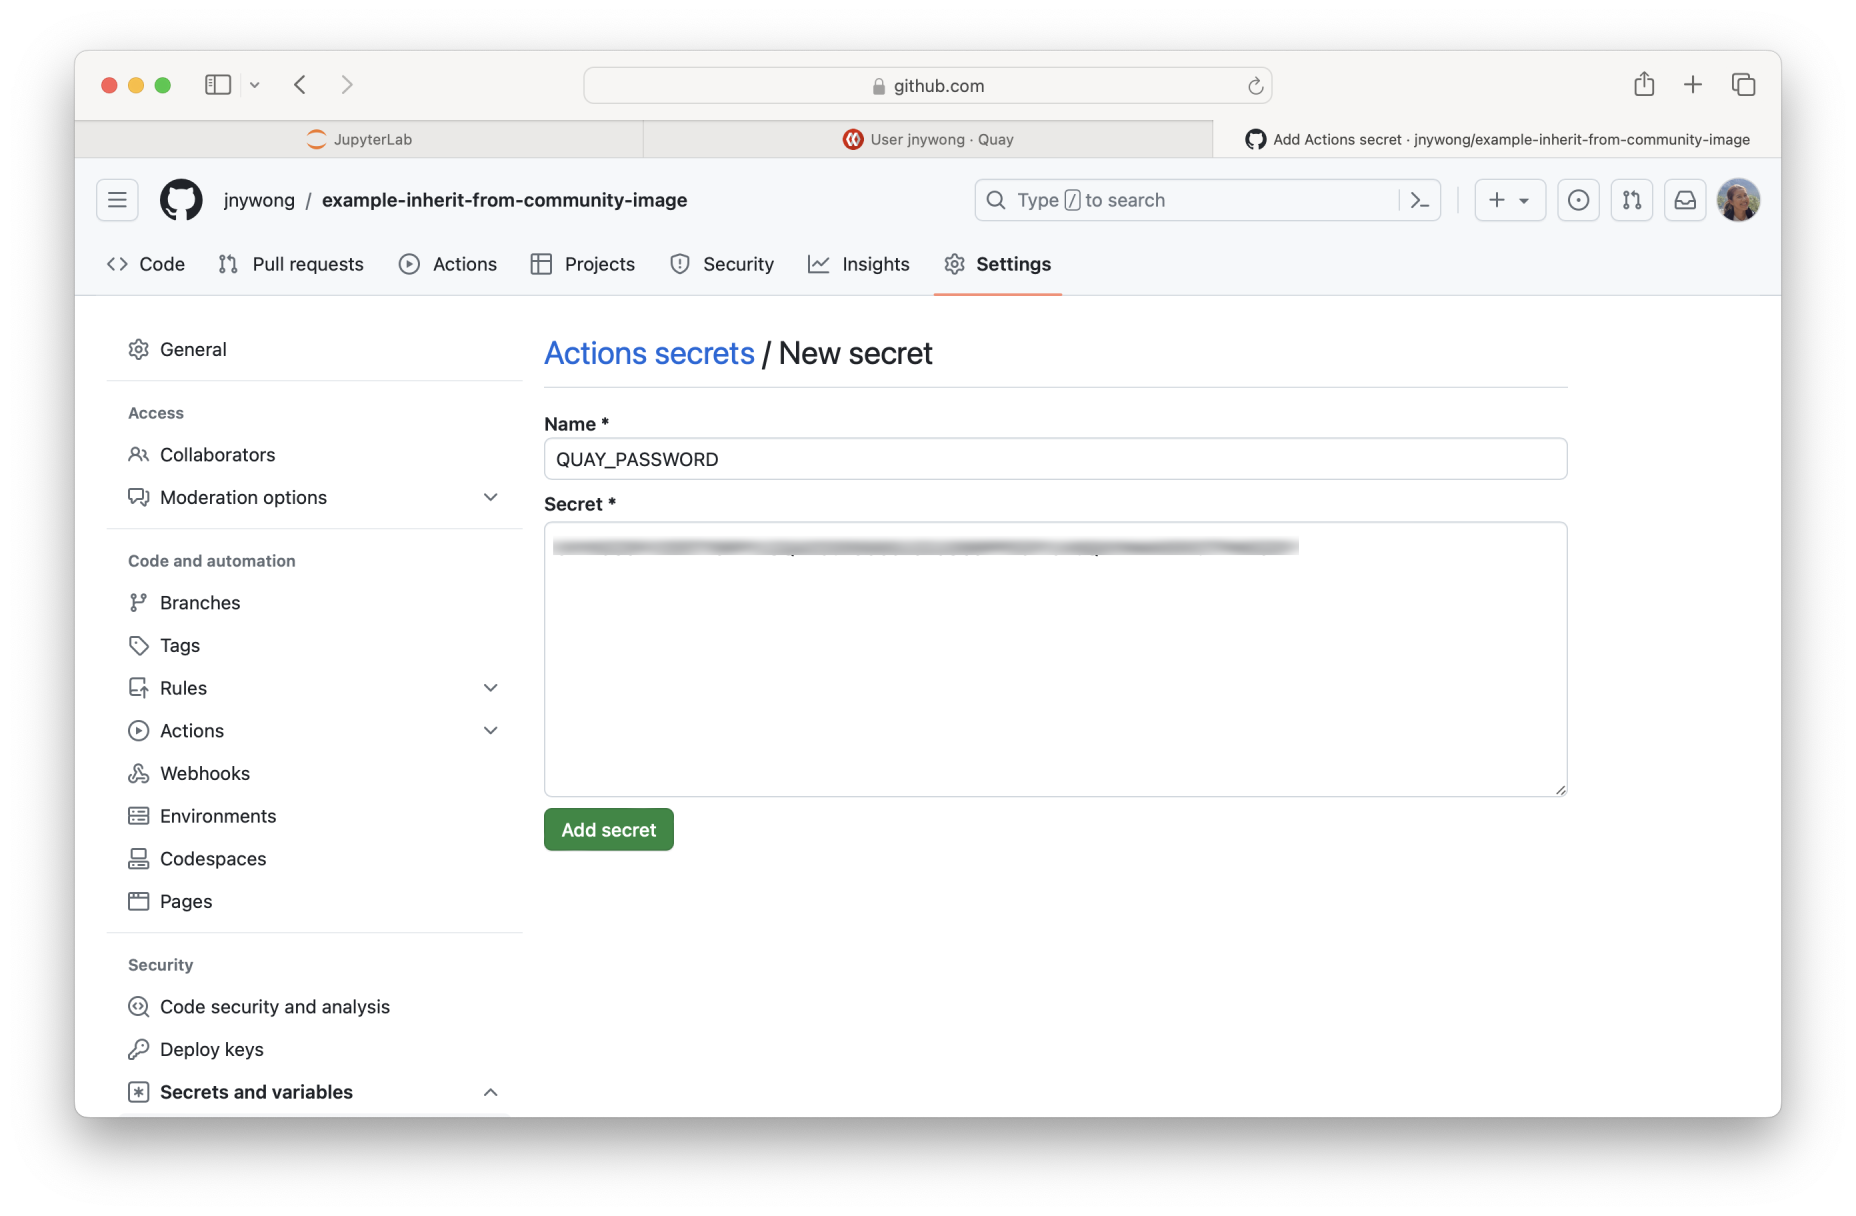 github.com
JupyterLab
User jnywong · Quay
Add Actions secret · jnywong/example-inherit-from-community-image
jnywong / example-inherit-from-community-image
Type / to search
Code
Pull requests
Actions
Projects
Security
Insights
Settings
General
Access
Collaborators
Moderation options
Code and automation
Branches
Tags
Rules
Actions
Webhooks
Environments
Codespaces
Pages
Security
Code security and analysis
Deploy keys
Secrets and variables
Actions secrets / New secret
Name *
QUAY_PASSWORD
Secret *
Add secret